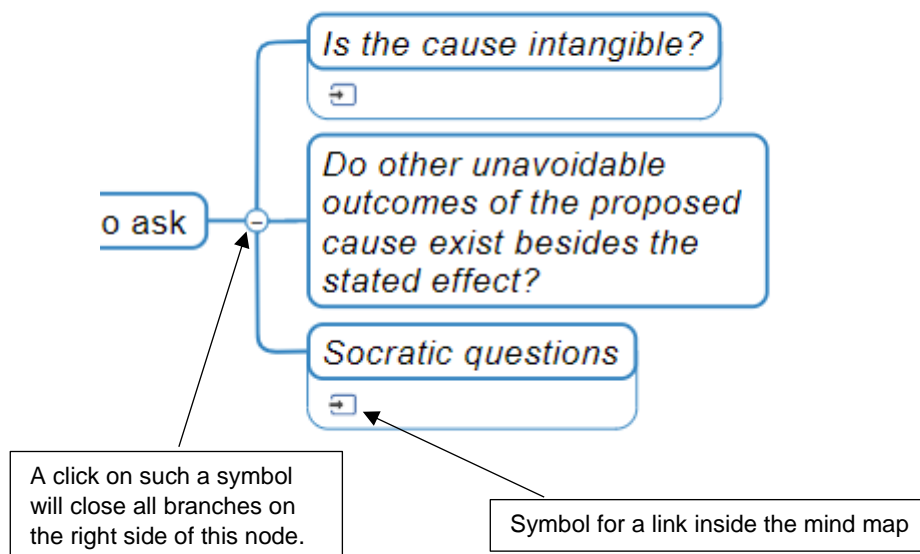 Is the cause intangible?
Do other unavoidable
outcomes of the proposed
cause exist besides the
stated effect?
o ask
Socratic questions
A click on such a symbol
will close all branches on
the right side of this node.
Symbol for a link inside the mind map